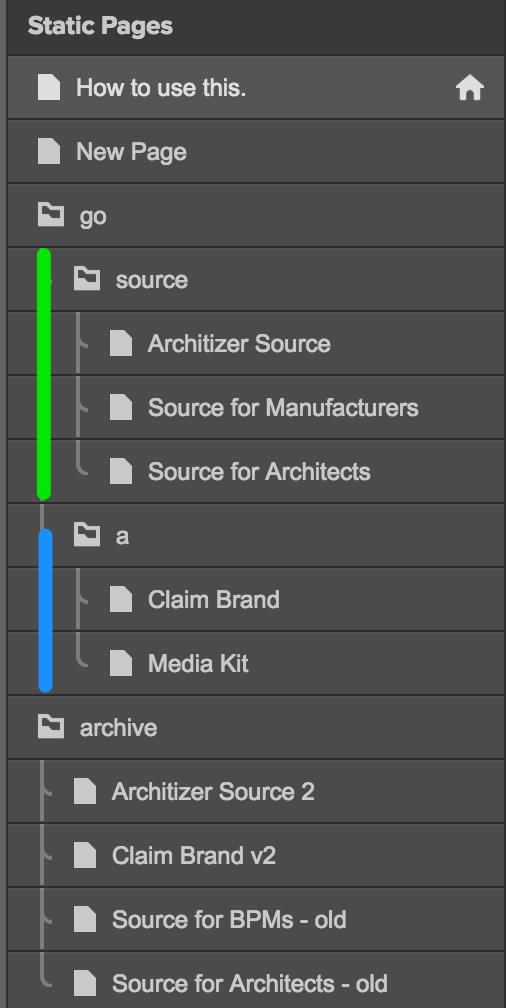 Static Pages
How to use this.
New Page
go
source
Architizer Source
Source for Manufacturers
Source for Architects
a
Claim Brand
Media Kit
archive
Architizer Source 2
Claim Brand v2
Source for BPMs - old
Source for Architects - old